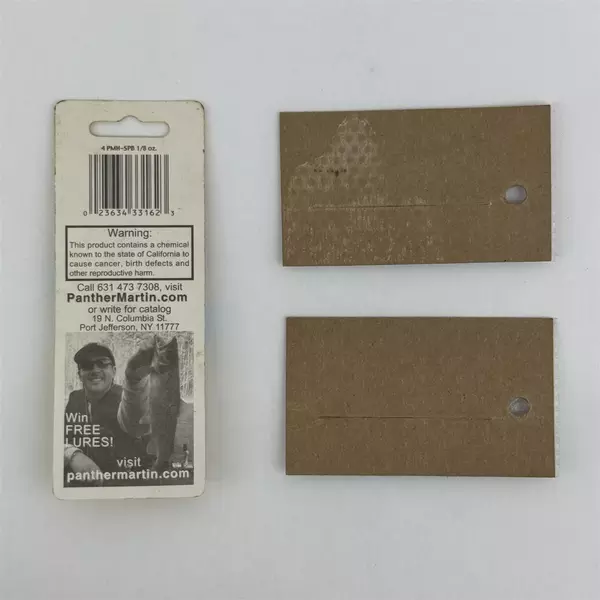 4 PMH-SPB 1/8 oz.
0 23634 33162 3
Warning:
This product contains a chemical
known to the state of California to
cause cancer, birth defects and
other reproductive harm.
Call 631 473 7308, visit
PantherMartin.com
or write for catalog
19 N. Columbia St.
Port Jefferson, NY 11777
Win
FREE
LURES!
visit
panthermartin.com